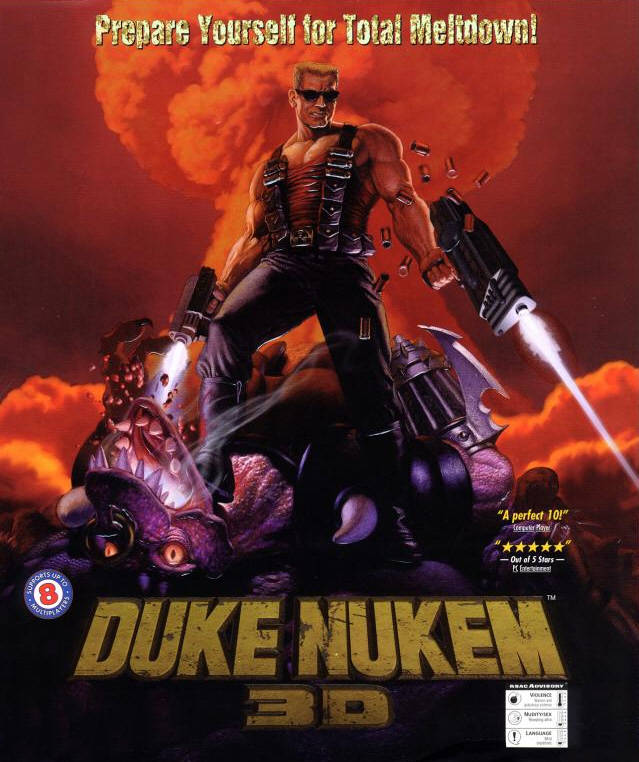 Prepare Yourself for Total Meltdown!
"A perfect 10!"
Computer Player
"★★★★★"
— Out of 5 Stars —
PC Entertainment
SUPPORTS UP TO
8
MULTIPLAYERS
DUKE NUKEM
TM
3D
RSAC ADVISORY
VIOLENCE
NUDITY/SEX
LANGUAGE